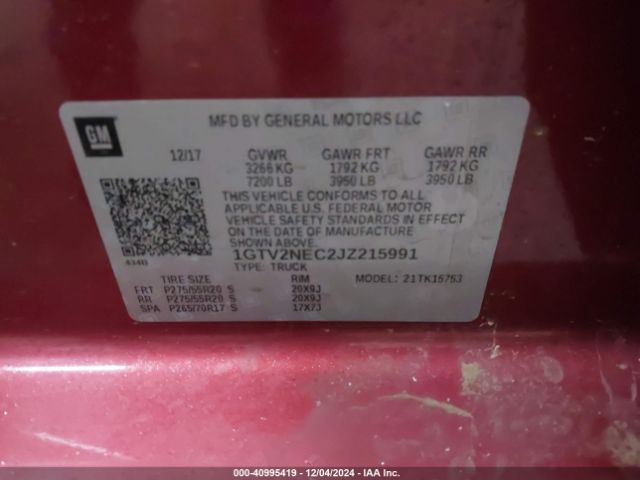 GM
MFD BY GENERAL MOTORS LLC
12/17 GVWR GAWR FRT GAWR RR
3266 KG 1792 KG 1792 KG
7200 LB 3950 LB 3950 LB
THIS VEHICLE CONFORMS TO ALL
APPLICABLE U.S. FEDERAL MOTOR
VEHICLE SAFETY STANDARDS IN EFFECT
ON THE DATE OF MANUFACTURE
SHOWN ABOVE.
1GTV2NEC2JZ215991
TYPE: TRUCK
MODEL: 21TK15753
TIRE SIZE RIM
FRT P275/55R20 S 20X9J
RR P275/55R20 S 20X9J
SPA P265/70R17 S 17X7J
000-40995419 - 12/04/2024 - IAA Inc.